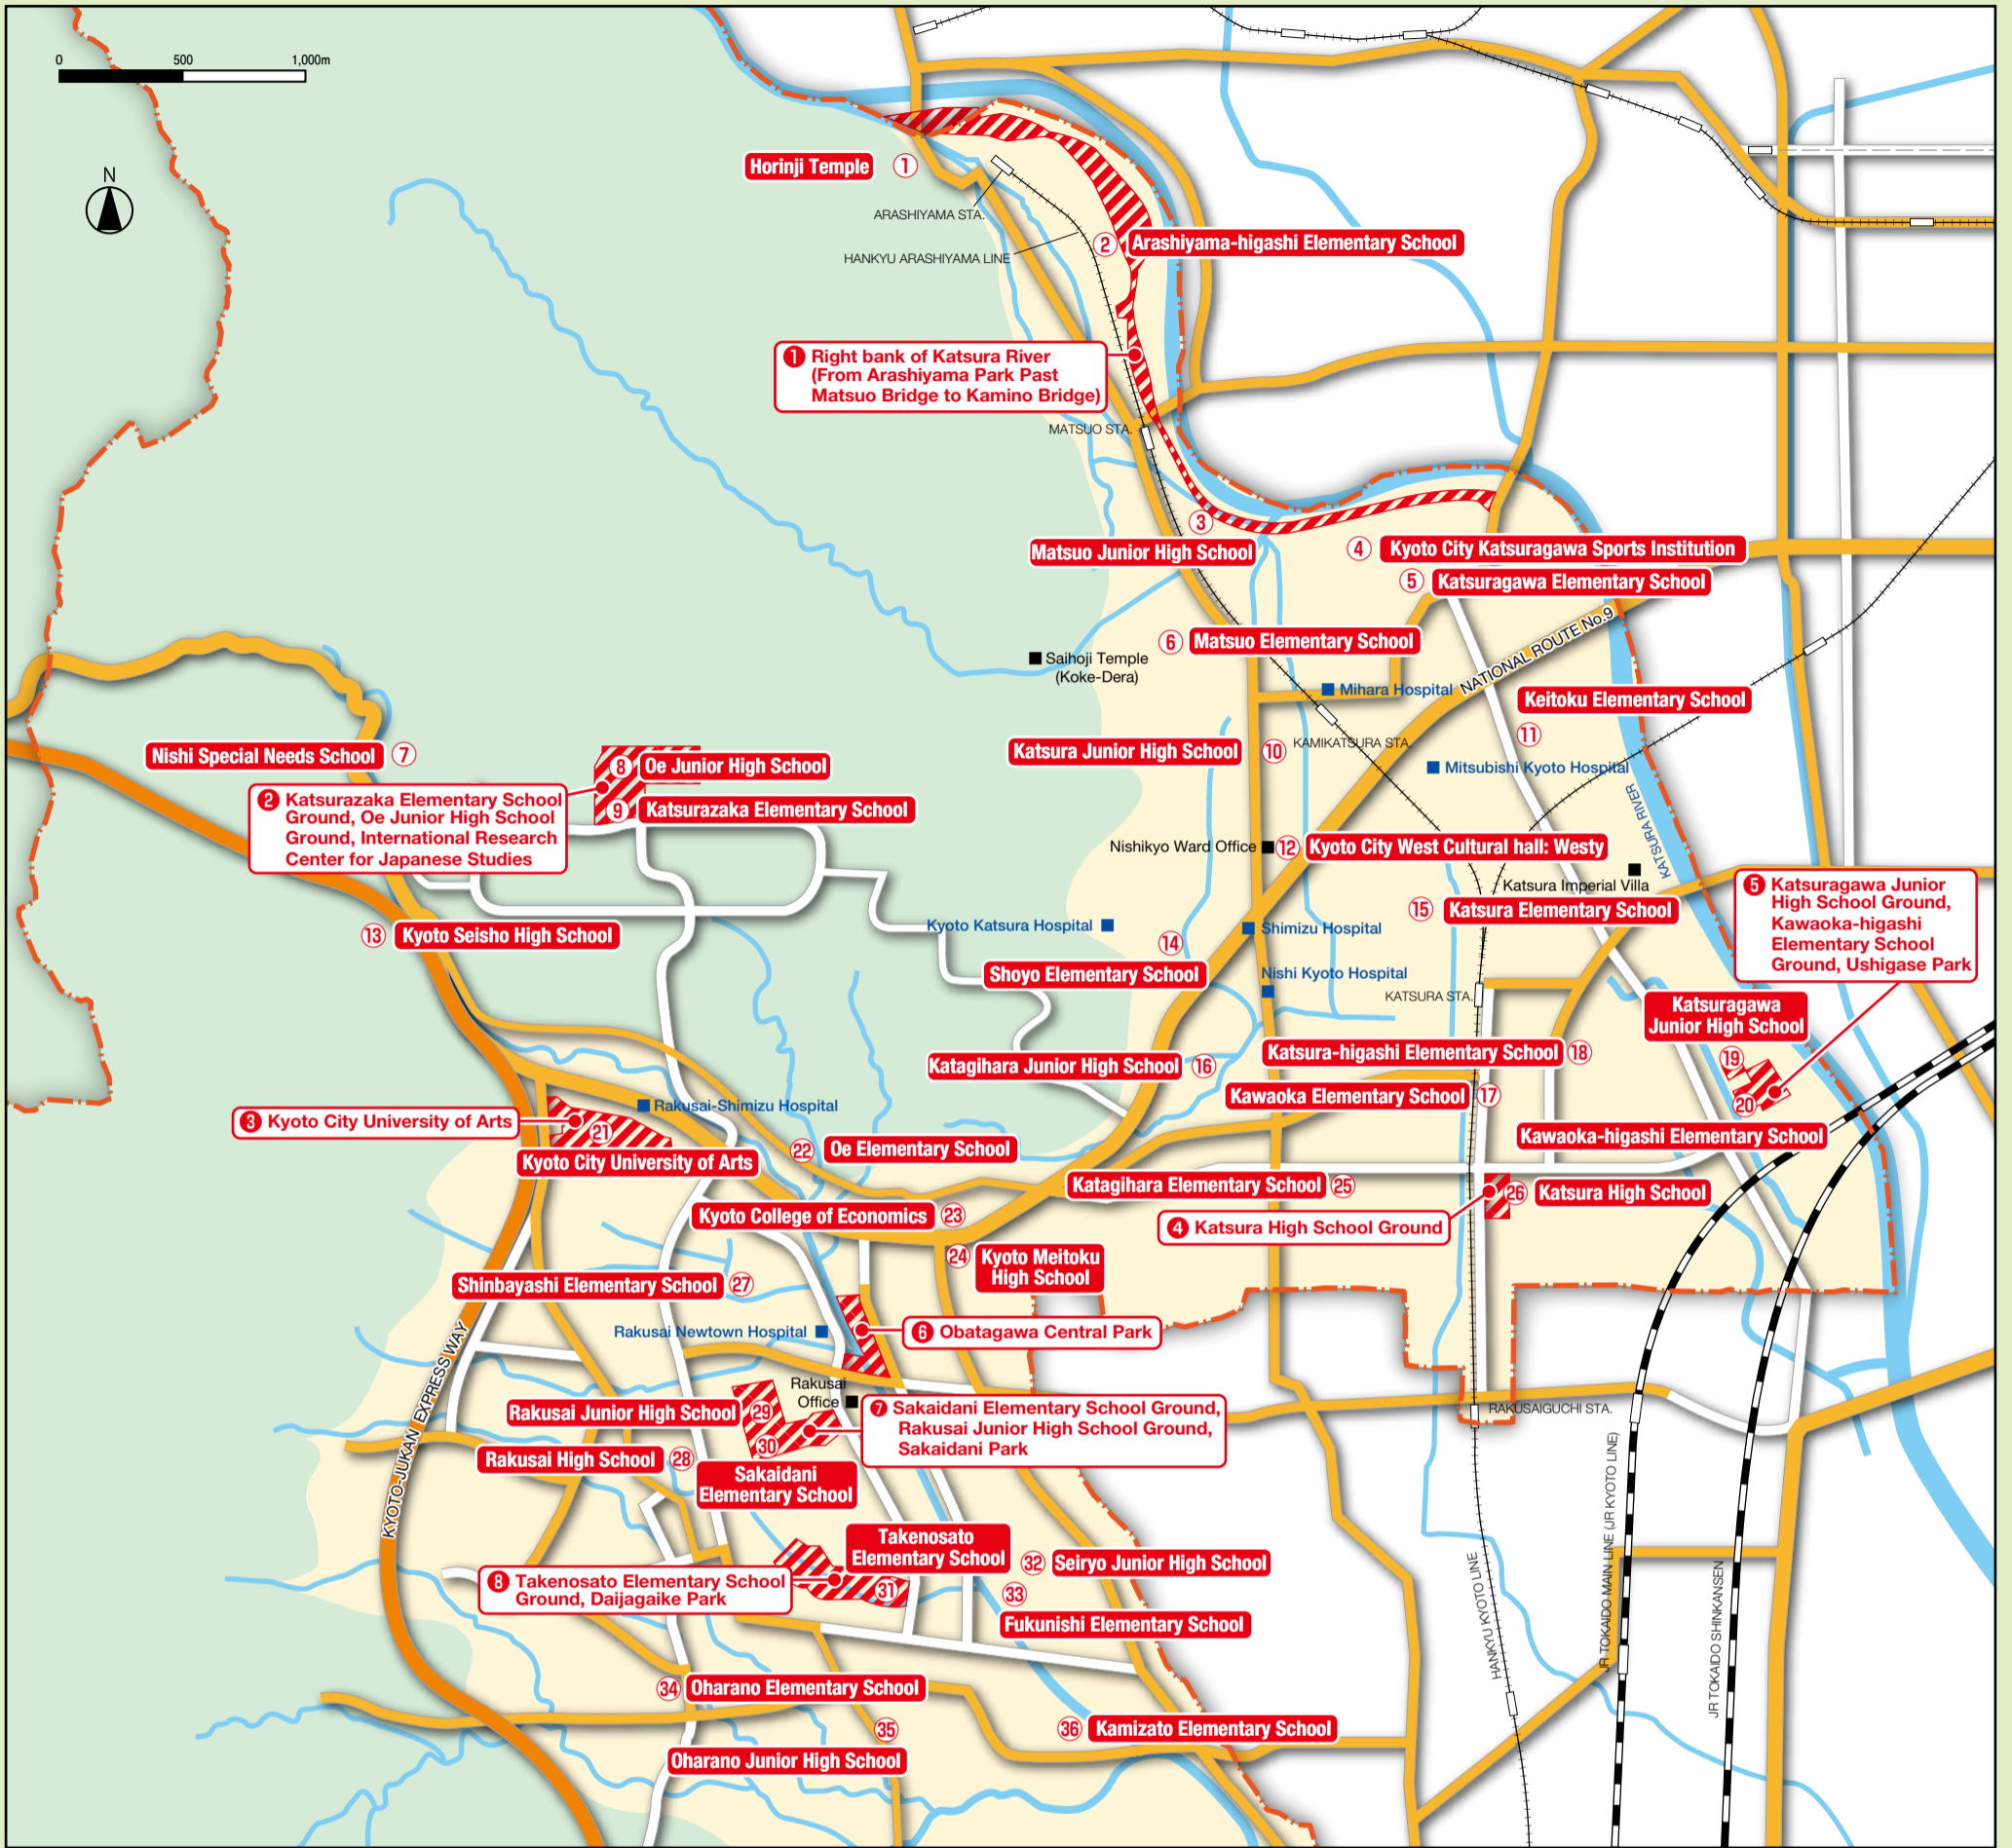 0 500 1,000m
N
Horinji Temple ①
ARASHIYAMA STA.
HANKYU ARASHIYAMA LINE
② Arashiyama-higashi Elementary School
❶ Right bank of Katsura River
(From Arashiyama Park Past
Matsuo Bridge to Kamino Bridge)
MATSUO STA.
③
Matsuo Junior High School
④ Kyoto City Katsuragawa Sports Institution
⑤ Katsuragawa Elementary School
⑥ Matsuo Elementary School
NATIONAL ROUTE No.9
Saihoji Temple
(Koke-Dera)
Mihara Hospital
Keitoku Elementary School
⑪
Nishi Special Needs School ⑦
⑧ Oe Junior High School
Katsura Junior High School ⑩
KAMIKATSURA STA.
Mitsubishi Kyoto Hospital
KATSURA RIVER
❷ Katsurazaka Elementary School
Ground, Oe Junior High School
Ground, International Research
Center for Japanese Studies
⑨ Katsurazaka Elementary School
Nishikyo Ward Office
⑫ Kyoto City West Cultural hall: Westy
Katsura Imperial Villa
⑮ Katsura Elementary School
❺ Katsuragawa Junior
High School Ground,
Kawaoka-higashi
Elementary School
Ground, Ushigase Park
⑬ Kyoto Seisho High School
Kyoto Katsura Hospital
Shimizu Hospital
⑭
Shoyo Elementary School
Nishi Kyoto Hospital
KATSURA STA.
Katsuragawa
Junior High School
⑲
⑳
Katagihara Junior High School ⑯
Katsura-higashi Elementary School ⑱
Kawaoka Elementary School ⑰
Rakusai-Shimizu Hospital
❸ Kyoto City University of Arts
㉑
Kyoto City University of Arts
㉒ Oe Elementary School
Kawaoka-higashi Elementary School
Katagihara Elementary School ㉕
㉖ Katsura High School
Kyoto College of Economics ㉓
❹ Katsura High School Ground
㉔ Kyoto Meitoku
High School
Shinbayashi Elementary School ㉗
Rakusai Newtown Hospital
❻ Obatagawa Central Park
KYOTO-JUKAN EXPRESS WAY
Rakusai
Office
Rakusai Junior High School ㉙
❼ Sakaidani Elementary School Ground,
Rakusai Junior High School Ground,
Sakaidani Park
RAKUSAIGUCHI STA.
㉚
Rakusai High School ㉘
Sakaidani
Elementary School
Takenosato
Elementary School
㉜ Seiryo Junior High School
❽ Takenosato Elementary School
Ground, Daijagaike Park
㉛
㉝
Fukunishi Elementary School
HANKYU KYOTO LINE
JR TOKAIDO MAIN LINE (JR KYOTO LINE)
JR TOKAIDO SHINKANSEN
㉞ Oharano Elementary School
㉟
Oharano Junior High School
㊱ Kamizato Elementary School